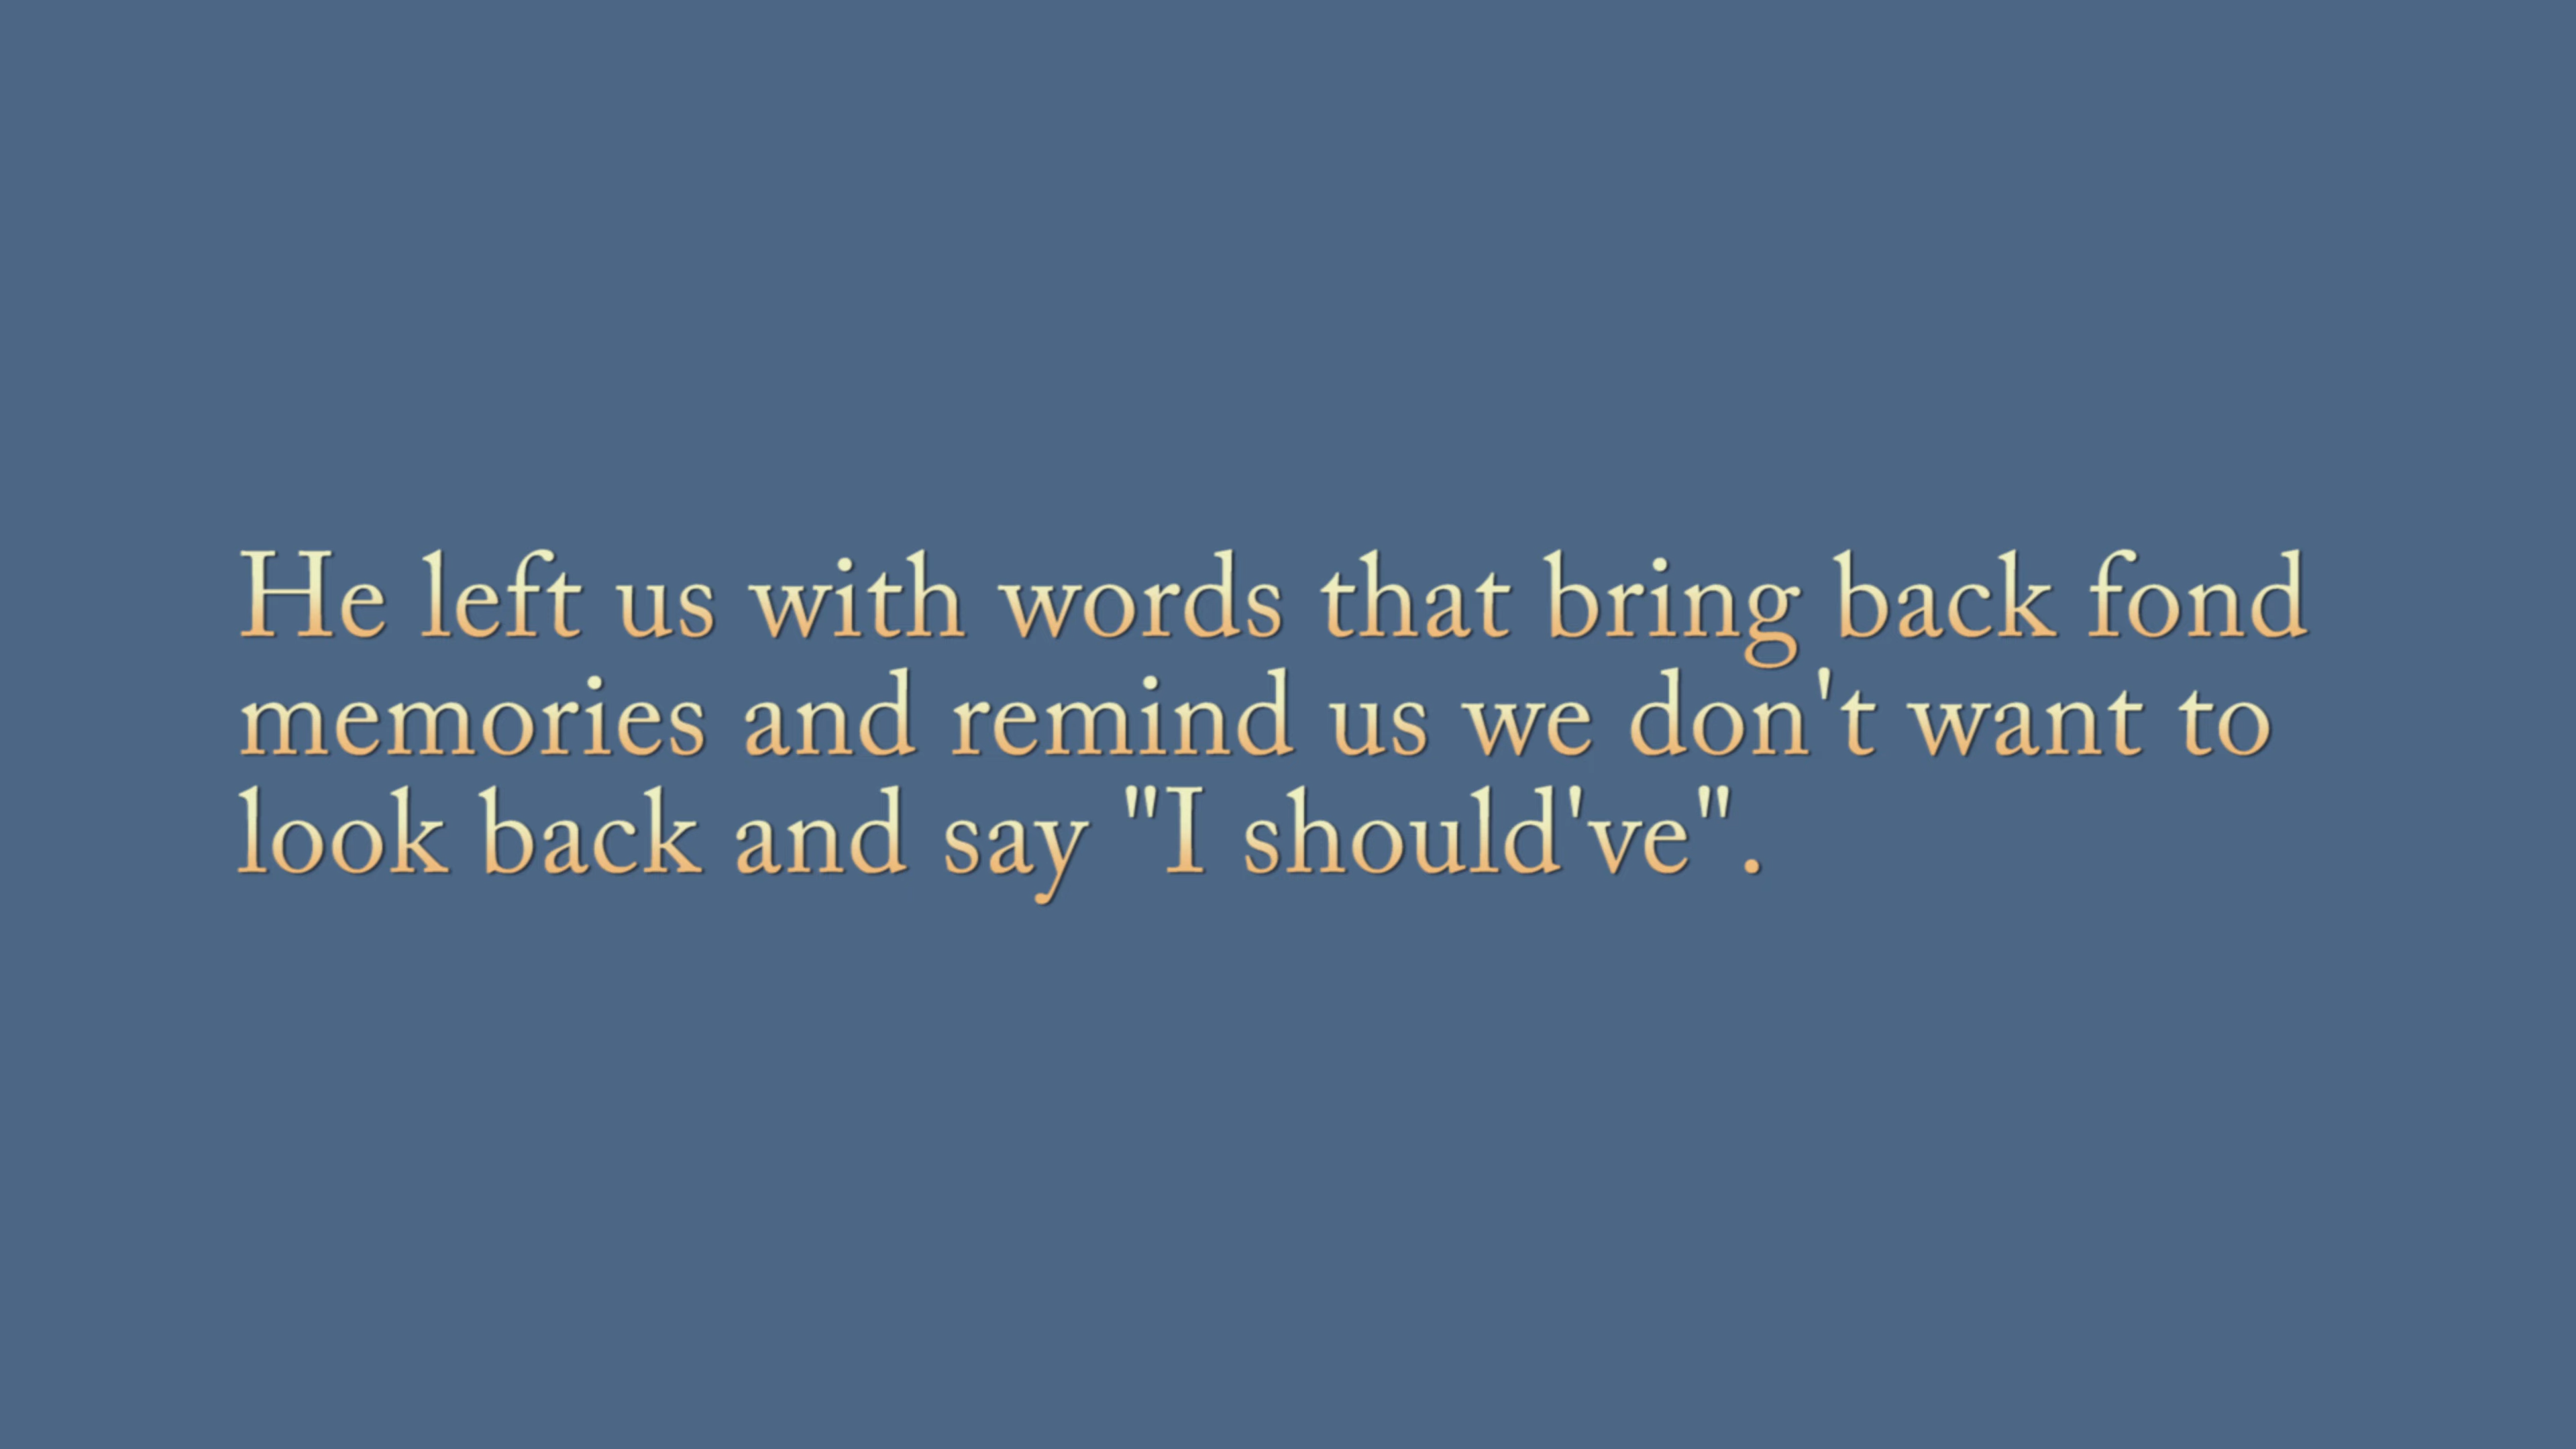 He left us with words that bring back fond
memories and remind us we don't want to
look back and say "I should've".